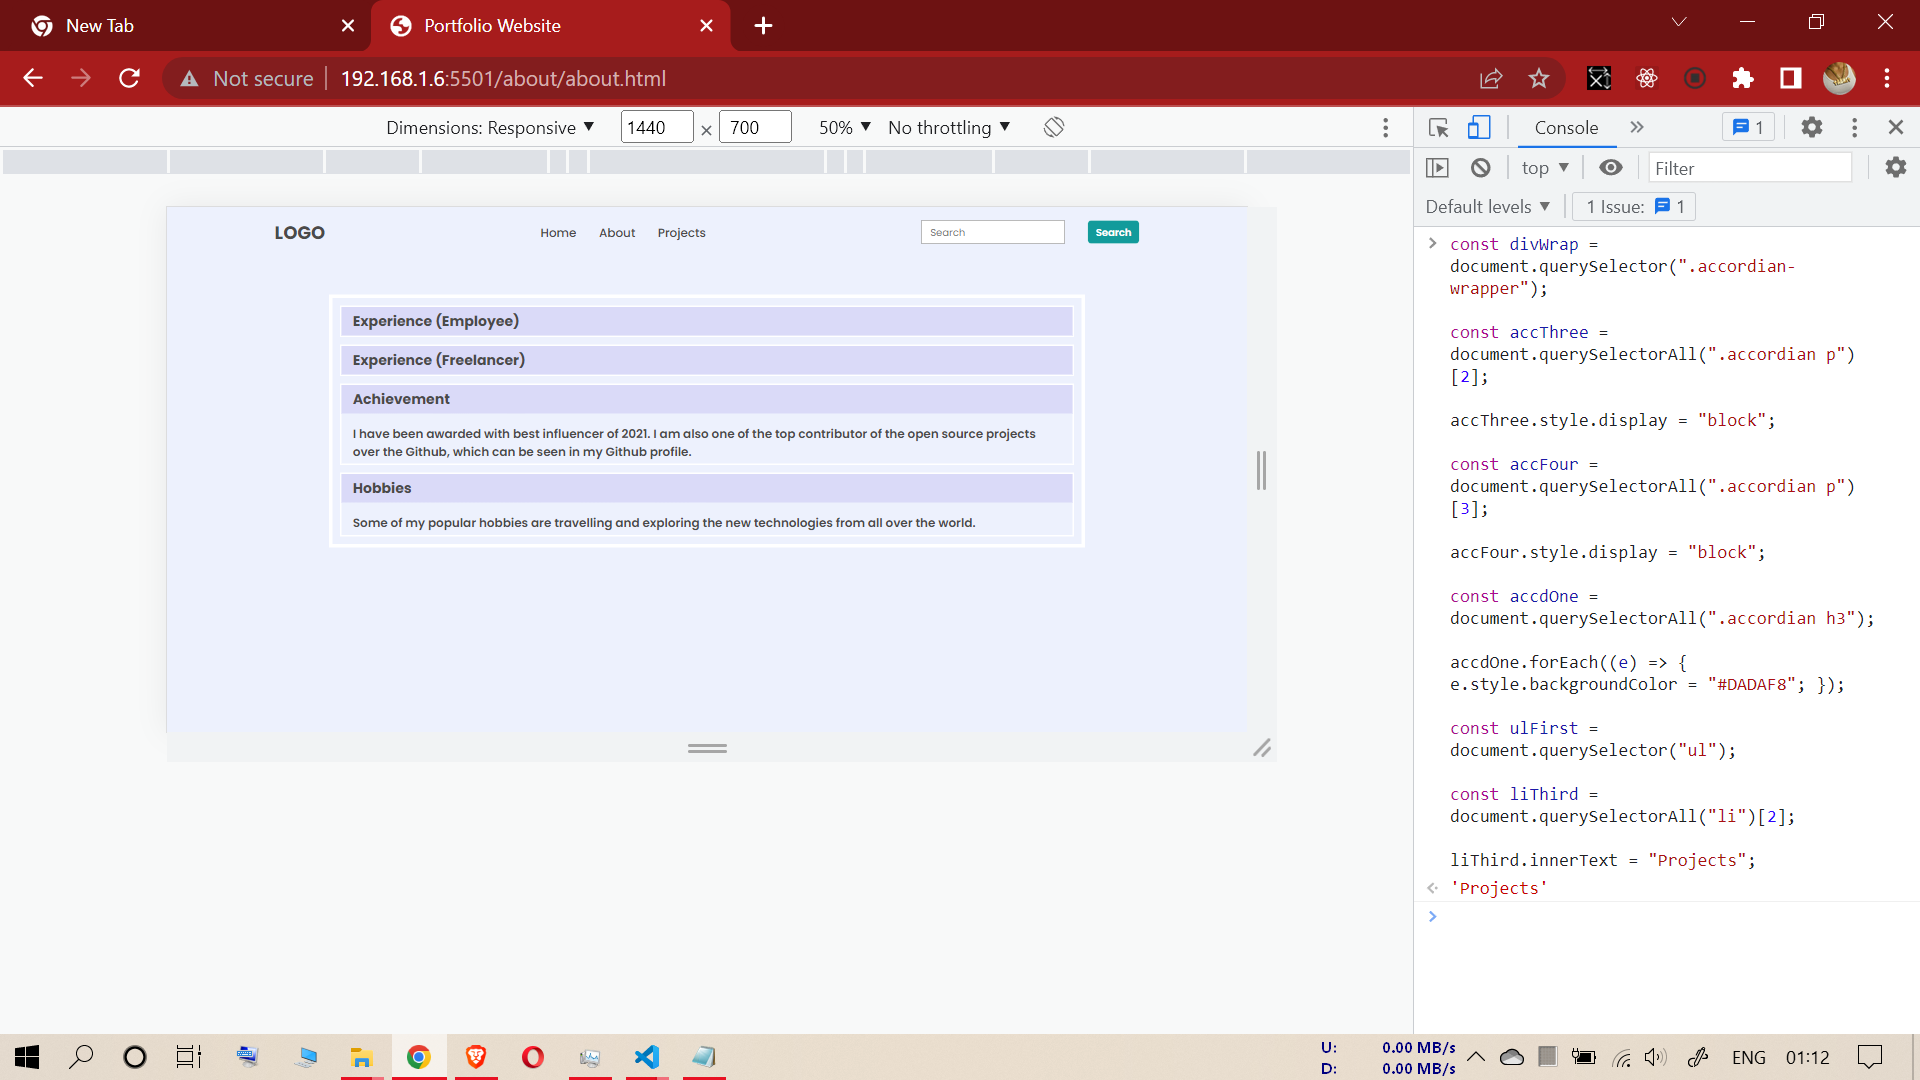 New Tab
Portfolio Website
Not secure
192.168.1.6:5501/about/about.html
Dimensions: Responsive
1440 × 700
50%
No throttling
Console
1
top
Filter
Default levels
1 Issue: 1
LOGO
Home
About
Projects
Search
Search
Experience (Employee)
Experience (Freelancer)
Achievement
I have been awarded with best influencer of 2021. I am also one of the top contributor of the open source projects
over the Github, which can be seen in my Github profile.
Hobbies
Some of my popular hobbies are travelling and exploring the new technologies from all over the world.
const divWrap =
document.querySelector(".accordian-
wrapper");
const accThree =
document.querySelectorAll(".accordian p")
[2];
accThree.style.display = "block";
const accFour =
document.querySelectorAll(".accordian p")
[3];
accFour.style.display = "block";
const accdOne =
document.querySelectorAll(".accordian h3");
accdOne.forEach((e) => {
e.style.backgroundColor = "#DADAF8"; });
const ulFirst =
document.querySelector("ul");
const liThird =
document.querySelectorAll("li")[2];
liThird.innerText = "Projects";
'Projects'
U: 0.00 MB/s
D: 0.00 MB/s
ENG
01:12